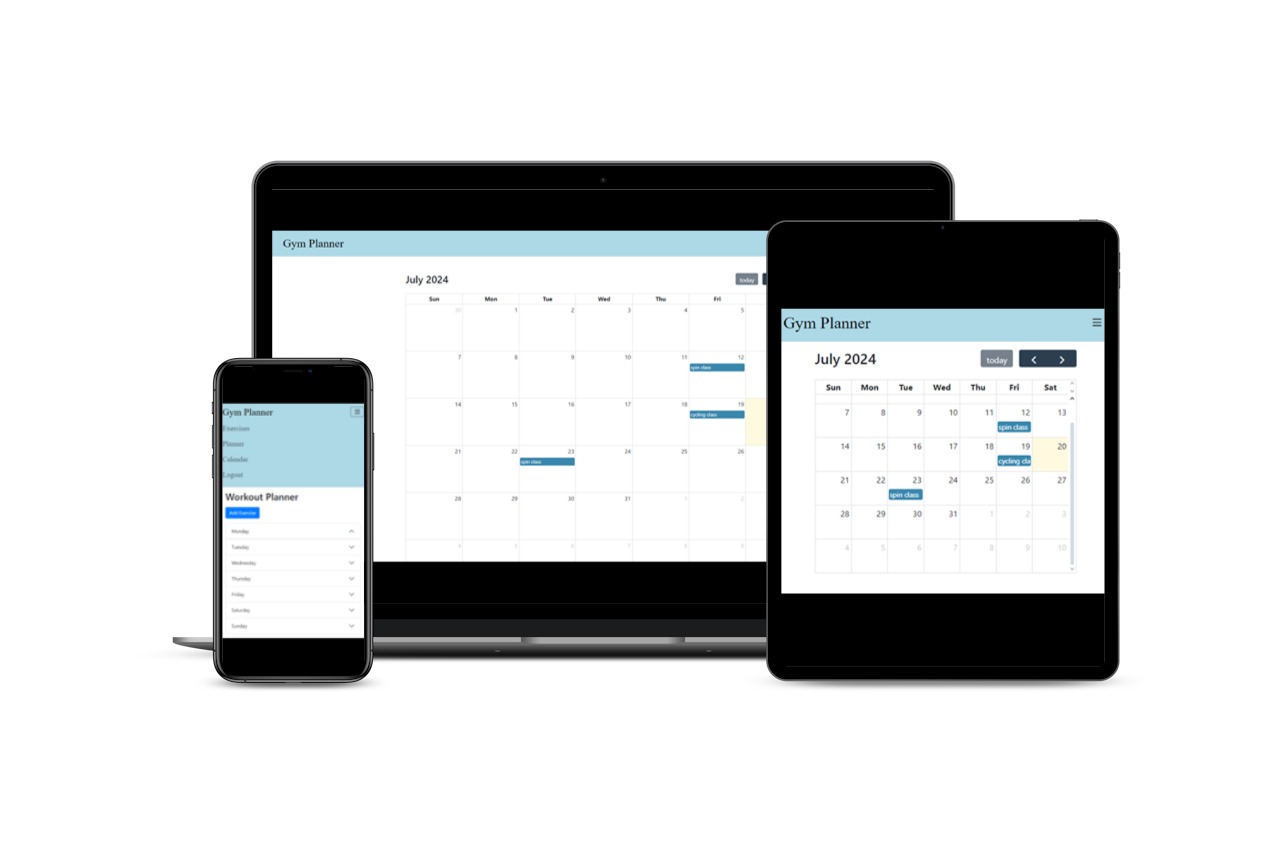 Gym Planner
July 2024
today
Sun Mon Tue Wed Thu Fri
30 1 2 3 4 5
7 8 9 10 11 12
spin class
14 15 16 17 18 19
cycling class
21 22 23 24 25 26
spin class
28 29 30 31 1 2
4 5 6 7 8 9
Gym Planner
Exercises
Planner
Calendar
Logout
Workout Planner
Add Exercise
Monday
Tuesday
Wednesday
Thursday
Friday
Saturday
Sunday
Gym Planner
July 2024
today
Sun Mon Tue Wed Thu Fri Sat
7 8 9 10 11 12 13
spin class
14 15 16 17 18 19 20
cycling cla
21 22 23 24 25 26 27
spin class
28 29 30 31 1 2 3
4 5 6 7 8 9 10